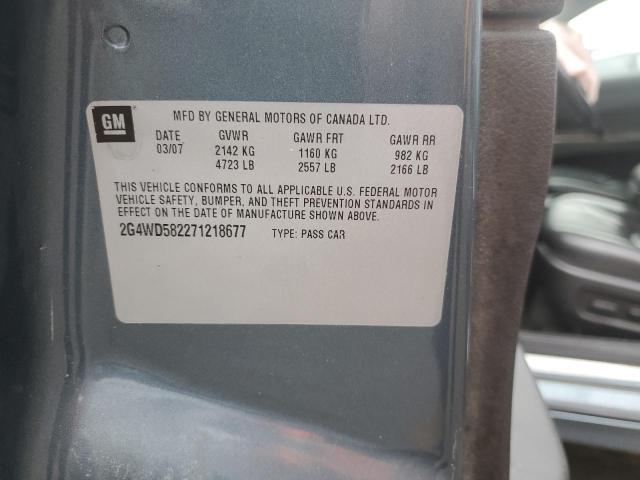 GM
MFD BY GENERAL MOTORS OF CANADA LTD.
DATE GVWR GAWR FRT GAWR RR
03/07 2142 KG 1160 KG 982 KG
4723 LB 2557 LB 2166 LB
THIS VEHICLE CONFORMS TO ALL APPLICABLE U.S. FEDERAL MOTOR
VEHICLE SAFETY, BUMPER, AND THEFT PREVENTION STANDARDS IN
EFFECT ON THE DATE OF MANUFACTURE SHOWN ABOVE.
2G4WD582271218677 TYPE: PASS CAR